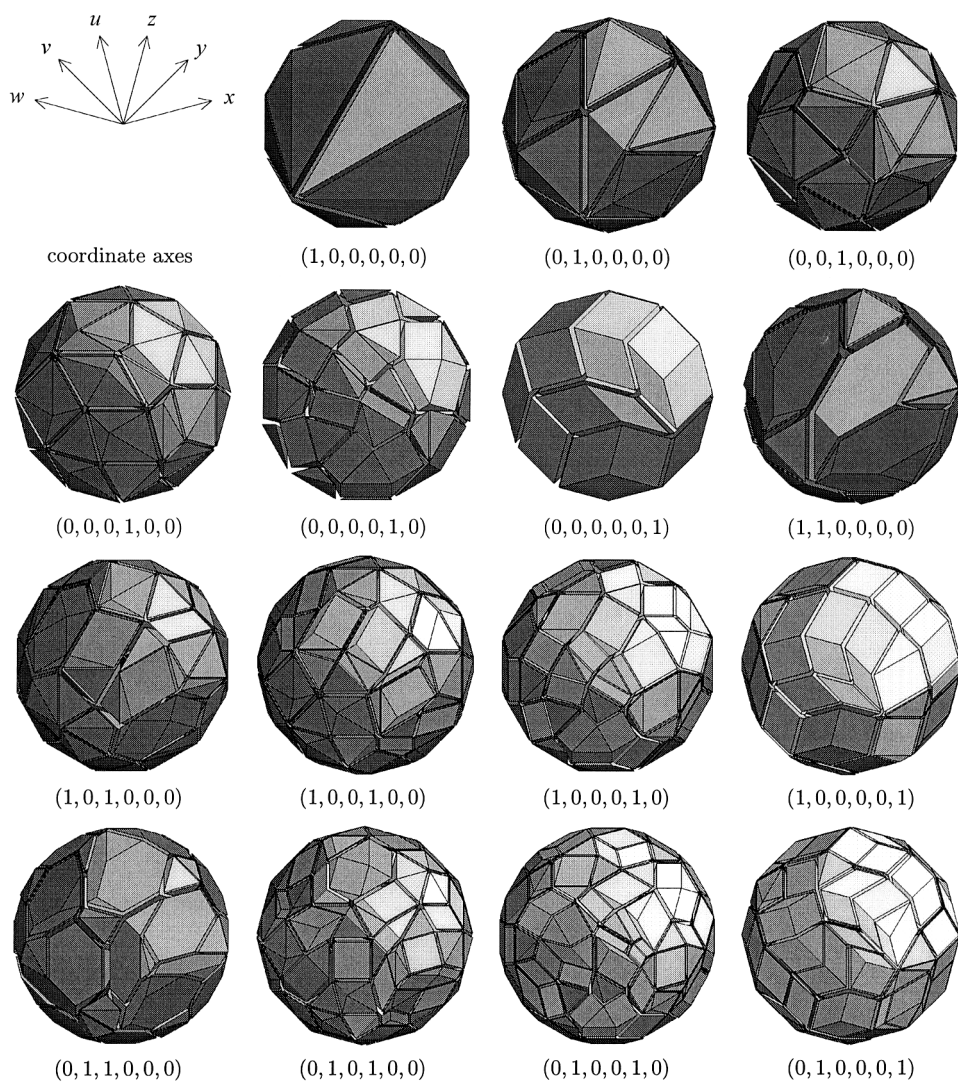 u z
v y
w x
(1, 0, 0, 0, 0, 0) (0, 1, 0, 0, 0, 0) (0, 0, 1, 0, 0, 0)
coordinate axes
(0, 0, 0, 1, 0, 0) (0, 0, 0, 0, 1, 0) (0, 0, 0, 0, 0, 1) (1, 1, 0, 0, 0, 0)
(1, 0, 1, 0, 0, 0) (1, 0, 0, 1, 0, 0) (1, 0, 0, 0, 1, 0) (1, 0, 0, 0, 0, 1)
(0, 1, 1, 0, 0, 0) (0, 1, 0, 1, 0, 0) (0, 1, 0, 0, 1, 0) (0, 1, 0, 0, 0, 1)